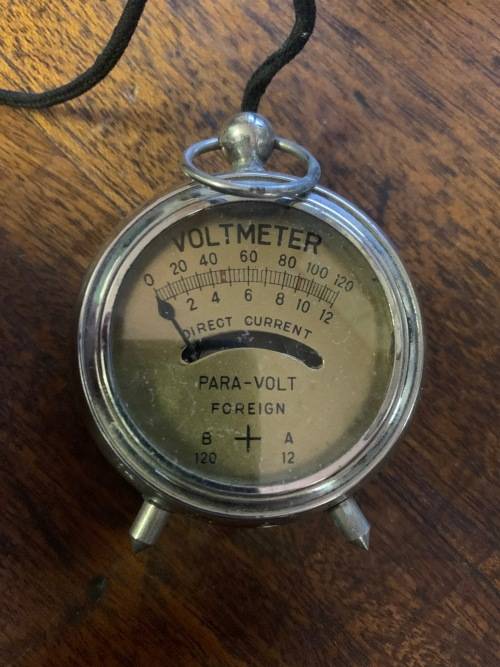 VOLTMETER
0 20 40 60 80 100 120
2 4 6 8 10 12
DIRECT CURRENT
PARA-VOLT
FOREIGN
B + A
120 12